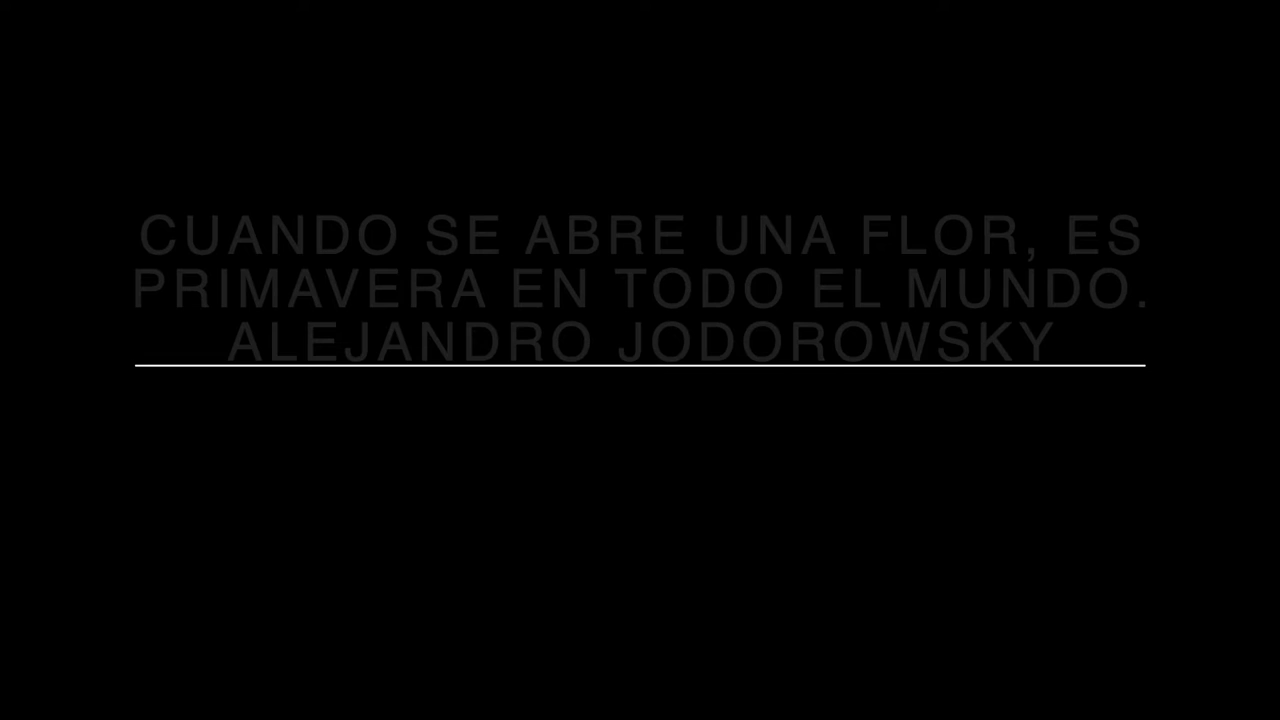 CUANDO SE ABRE UNA FLOR, ES
PRIMAVERA EN TODO EL MUNDO.
ALEJANDRO JODOROWSKY